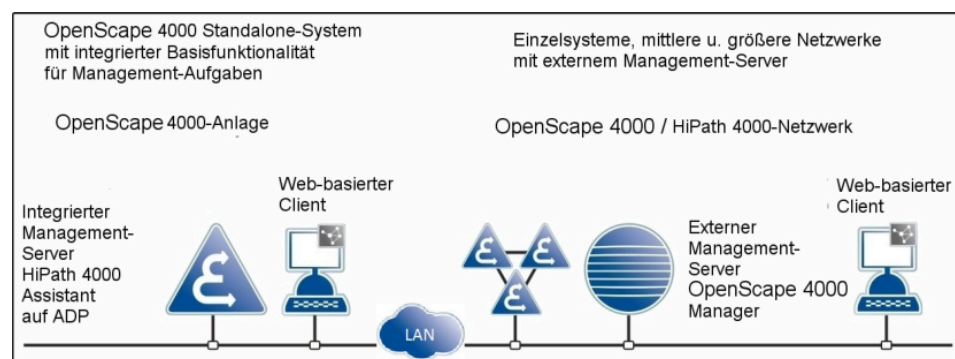 OpenScape 4000 Standalone-System
mit integrierter Basisfunktionalität
für Management-Aufgaben
Einzelsysteme, mittlere u. größere Netzwerke
mit externem Management-Server
OpenScape 4000-Anlage
OpenScape 4000 / HiPath 4000-Netzwerk
Integrierter
Management-
Server
HiPath 4000
Assistant
auf ADP
Web-basierter
Client
LAN
Externer
Management-
Server
OpenScape 4000
Manager
Web-basierter
Client